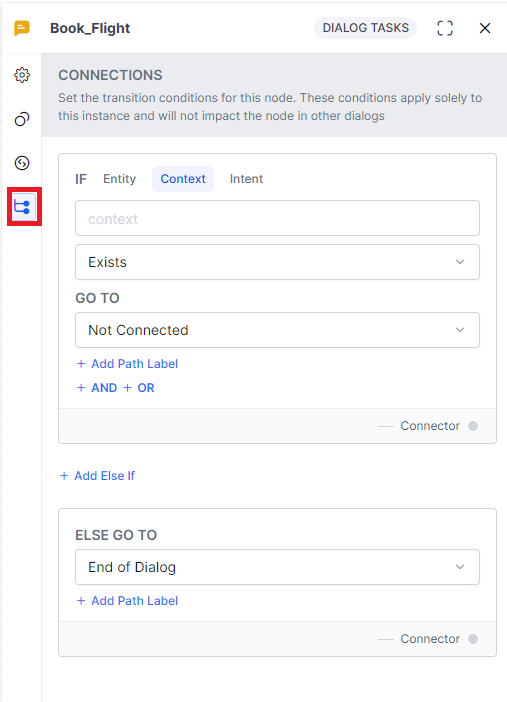 Book_Flight
DIALOG TASKS
CONNECTIONS
Set the transition conditions for this node. These conditions apply solely to
this instance and will not impact the node in other dialogs
IF Entity Context Intent
context
Exists
GO TO
Not Connected
+ Add Path Label
+ AND + OR
Connector
+ Add Else If
ELSE GO TO
End of Dialog
+ Add Path Label
Connector